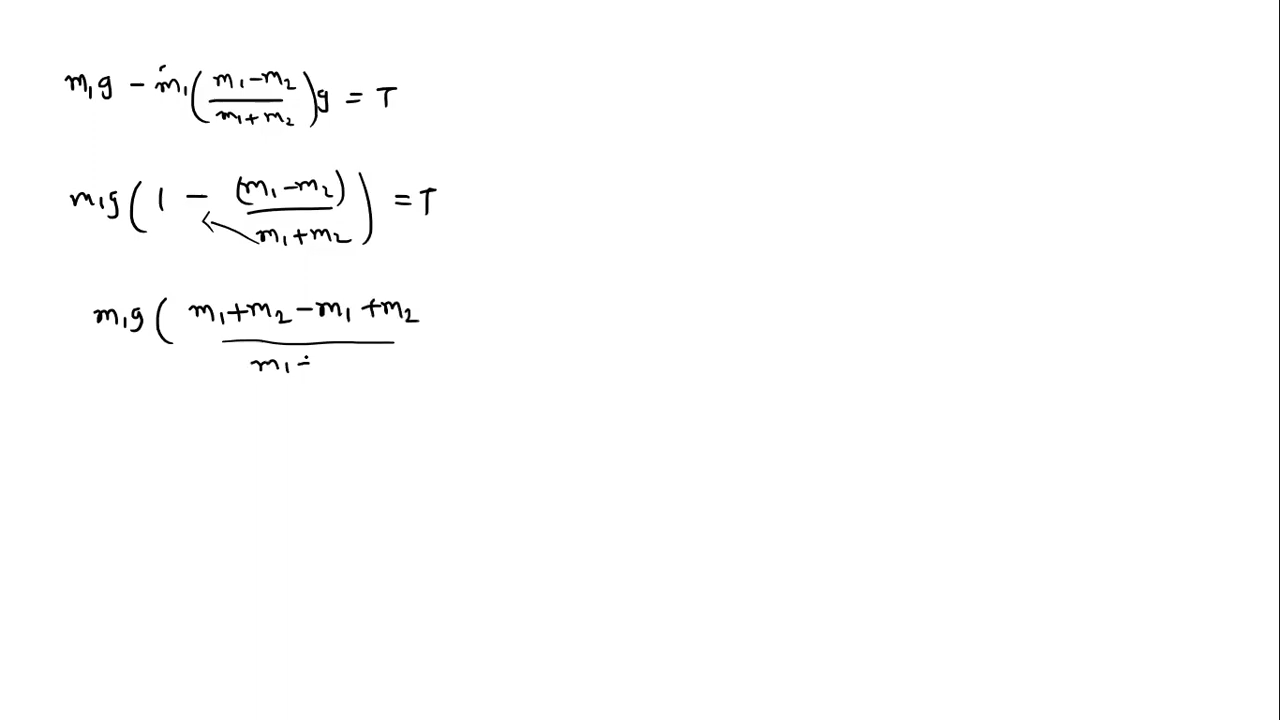 m₁g - m₁((m₁-m₂)/(m₁+m₂))g = T
m₁g(1 - (m₁-m₂)/(m₁+m₂)) = T
m₁g( (m₁+m₂-m₁+m₂)/(m₁+